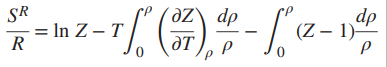 S^R/R = ln Z − T ∫_0^ρ (∂Z/∂T)_ρ dρ/ρ − ∫_0^ρ (Z − 1) dρ/ρ